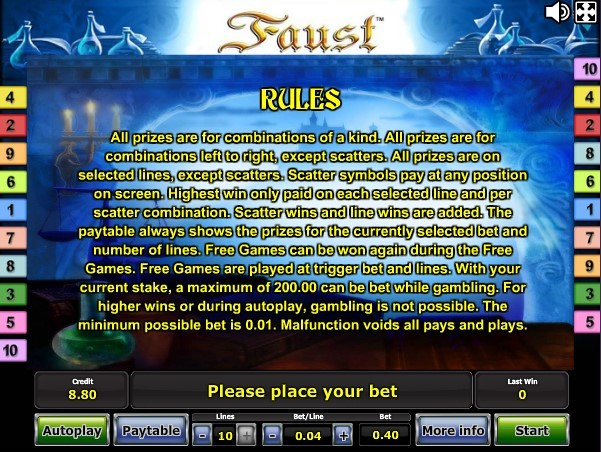 Faust™
RULES
All prizes are for combinations of a kind. All prizes are for
combinations left to right, except scatters. All prizes are on
selected lines, except scatters. Scatter symbols pay at any position
on screen. Highest win only paid on each selected line and per
scatter combination. Scatter wins and line wins are added. The
paytable always shows the prizes for the currently selected bet and
number of lines. Free Games can be won again during the Free
Games. Free Games are played at trigger bet and lines. With your
current stake, a maximum of 200.00 can be bet while gambling. For
higher wins or during autoplay, gambling is not possible. The
minimum possible bet is 0.01. Malfunction voids all pays and plays.
4
2
9
6
1
7
8
3
5
10
10
4
2
8
6
1
7
9
3
5
Credit
8.80
Please place your bet
Last Win
0
Autoplay
Paytable
Lines
- 10 +
Bet/Line
- 0.04 +
Bet
0.40
More info
Start